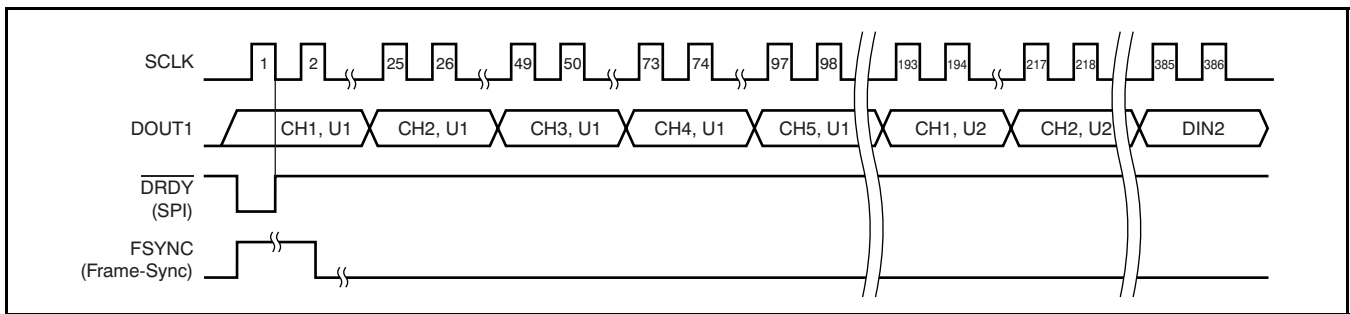 SCLK 1 2 25 26 49 50 73 74 97 98 193 194 217 218 385 386
DOUT1 CH1, U1 CH2, U1 CH3, U1 CH4, U1 CH5, U1 CH1, U2 CH2, U2 DIN2
DRDY
(SPI)
FSYNC
(Frame-Sync)